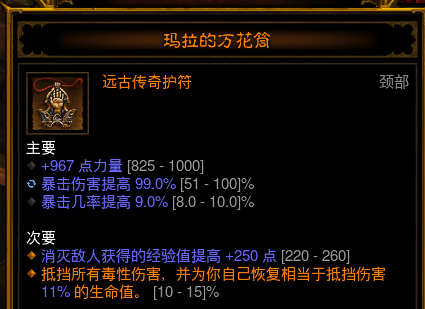 玛拉的万花筒
远古传奇护符 颈部
主要
+967 点力量 [825 - 1000]
暴击伤害提高 99.0% [51 - 100]%
暴击几率提高 9.0% [8.0 - 10.0]%
次要
消灭敌人获得的经验值提高 +250 点 [220 - 260]
抵挡所有毒性伤害，并为你自己恢复相当于抵挡伤害
11% 的生命值。 [10 - 15]%